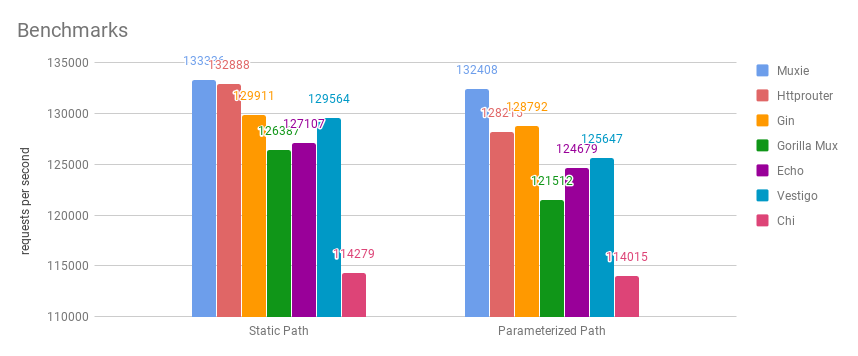 Benchmarks
requests per second
135000
130000
125000
120000
115000
110000
132888
129911
126387
127107
129564
114279
132408
128792
121512
124679
125647
114015
Static Path
Parameterized Path
Muxie
Httprouter
Gin
Gorilla Mux
Echo
Vestigo
Chi